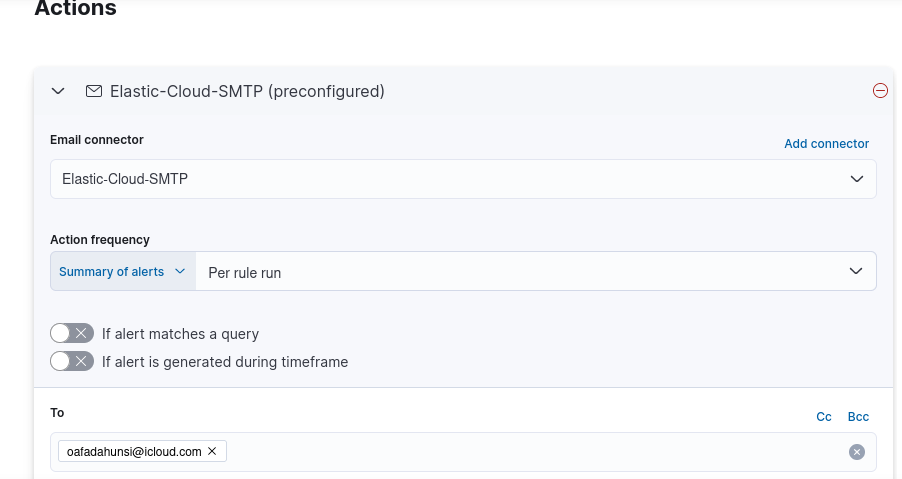 Actions
Elastic-Cloud-SMTP (preconfigured)
Email connector
Add connector
Elastic-Cloud-SMTP
Action frequency
Summary of alerts
Per rule run
If alert matches a query
If alert is generated during timeframe
To
Cc
Bcc
oafadahunsi@icloud.com